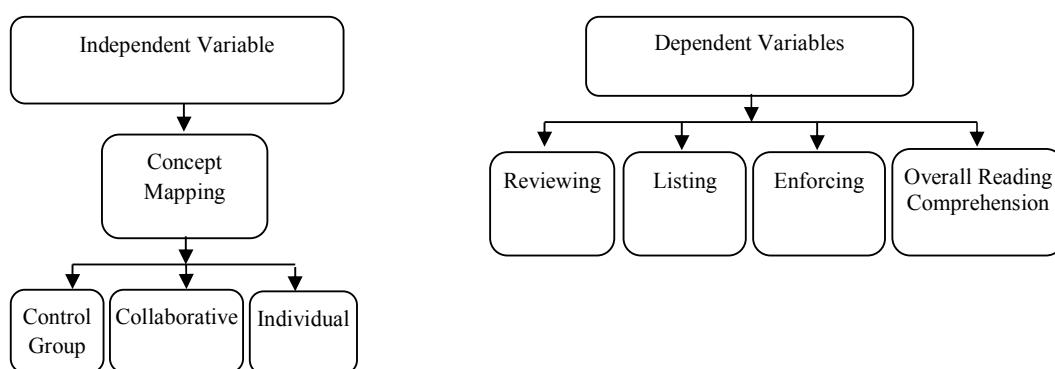 Independent Variable
Concept
Mapping
Control
Group
Collaborative
Individual
Dependent Variables
Reviewing
Listing
Enforcing
Overall Reading
Comprehension